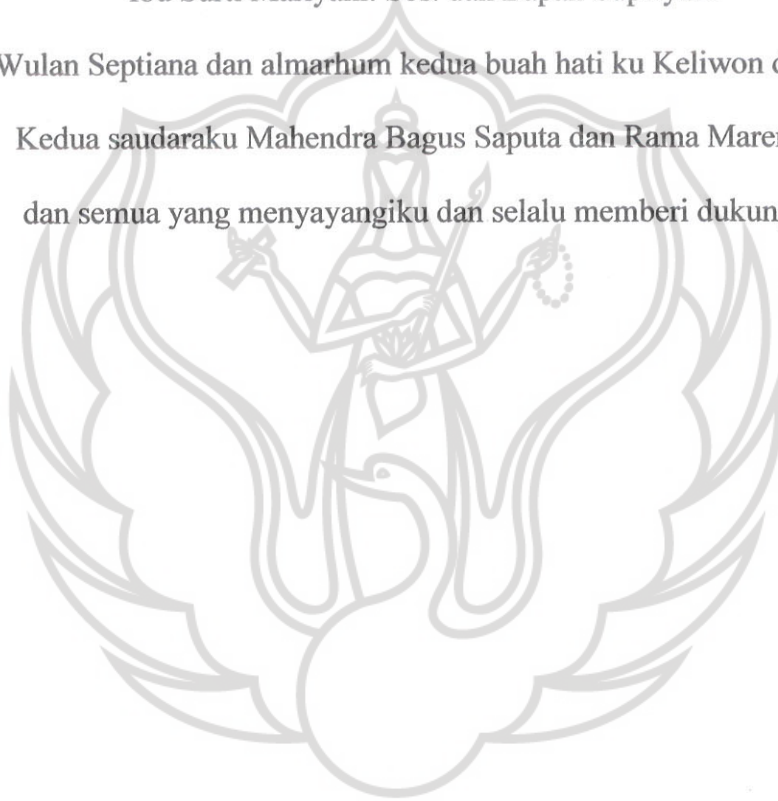 Wulan Septiana dan almarhum kedua buah hati ku Keliwon
Kedua saudaraku Mahendra Bagus Saputa dan Rama
dan semua yang menyayangiku dan selalu memberi